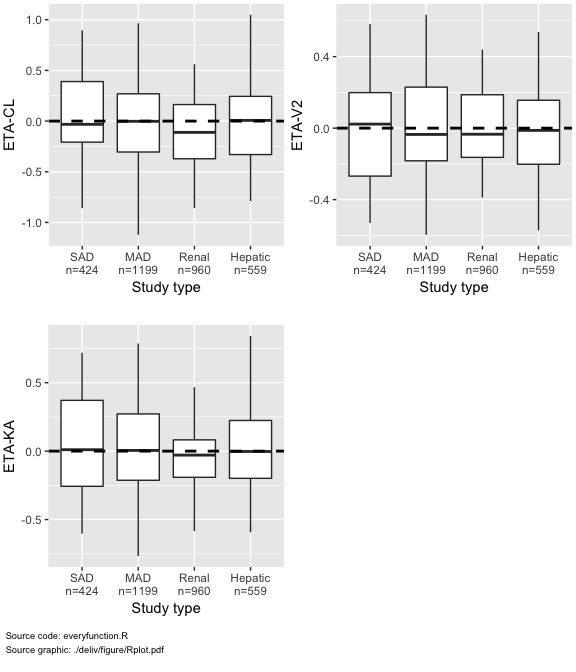 ETA-CL
1.0
0.5
0.0
-0.5
-1.0
SAD MAD Renal Hepatic
n=424 n=1199 n=960 n=559
Study type
ETA-V2
0.4
0.0
-0.4
SAD MAD Renal Hepatic
n=424 n=1199 n=960 n=559
Study type
ETA-KA
0.5
0.0
-0.5
SAD MAD Renal Hepatic
n=424 n=1199 n=960 n=559
Study type
Source code: everyfunction.R
Source graphic: ./deliv/figure/Rplot.pdf